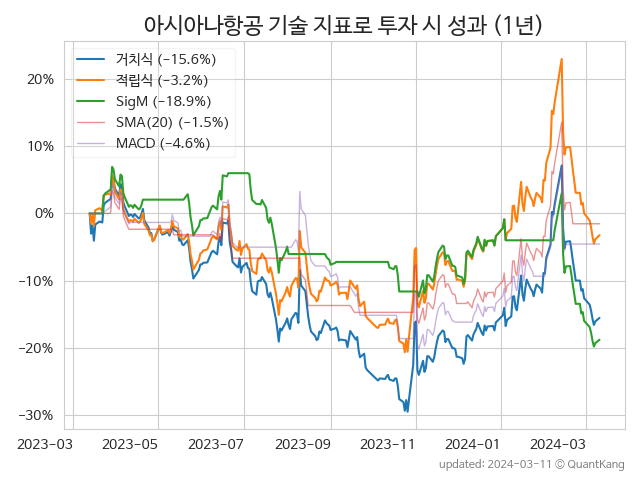 아시아나항공 기술 지표로 투자 시 성과 (1년)
거치식 (−15.6%)
적립식 (−3.2%)
SigM (−18.9%)
SMA(20) (−1.5%)
MACD (−4.6%)
20%
10%
0%
−10%
−20%
−30%
2023-03 2023-05 2023-07 2023-09 2023-11 2024-01 2024-03
updated: 2024-03-11 © QuantKang